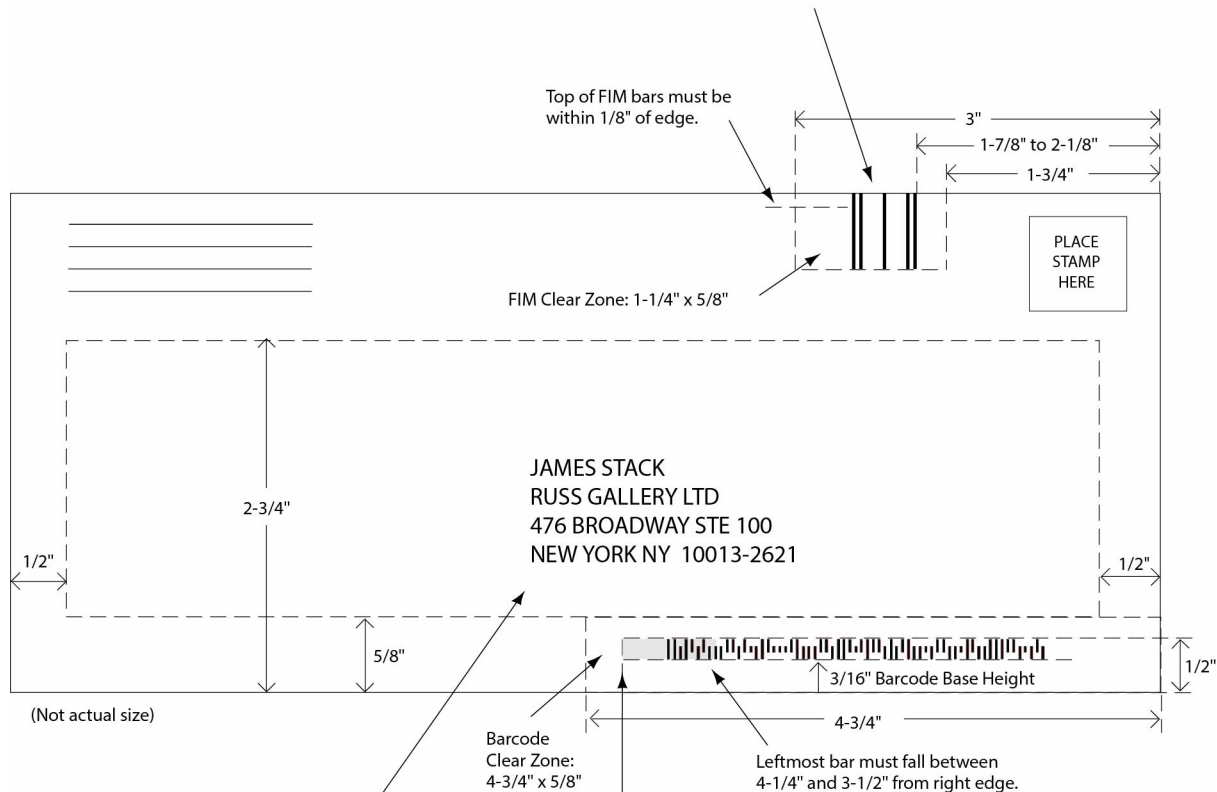 Top of FIM bars must be
within 1/8" of edge.
3"
1-7/8" to 2-1/8"
1-3/4"
PLACE
STAMP
HERE
FIM Clear Zone: 1-1/4" x 5/8"
JAMES STACK
RUSS GALLERY LTD
476 BROADWAY STE 100
NEW YORK NY  10013-2621
2-3/4"
1/2"
1/2"
5/8"
3/16" Barcode Base Height
1/2"
(Not actual size)
4-3/4"
Barcode
Clear Zone:
4-3/4" x 5/8"
Leftmost bar must fall between
4-1/4" and 3-1/2" from right edge.